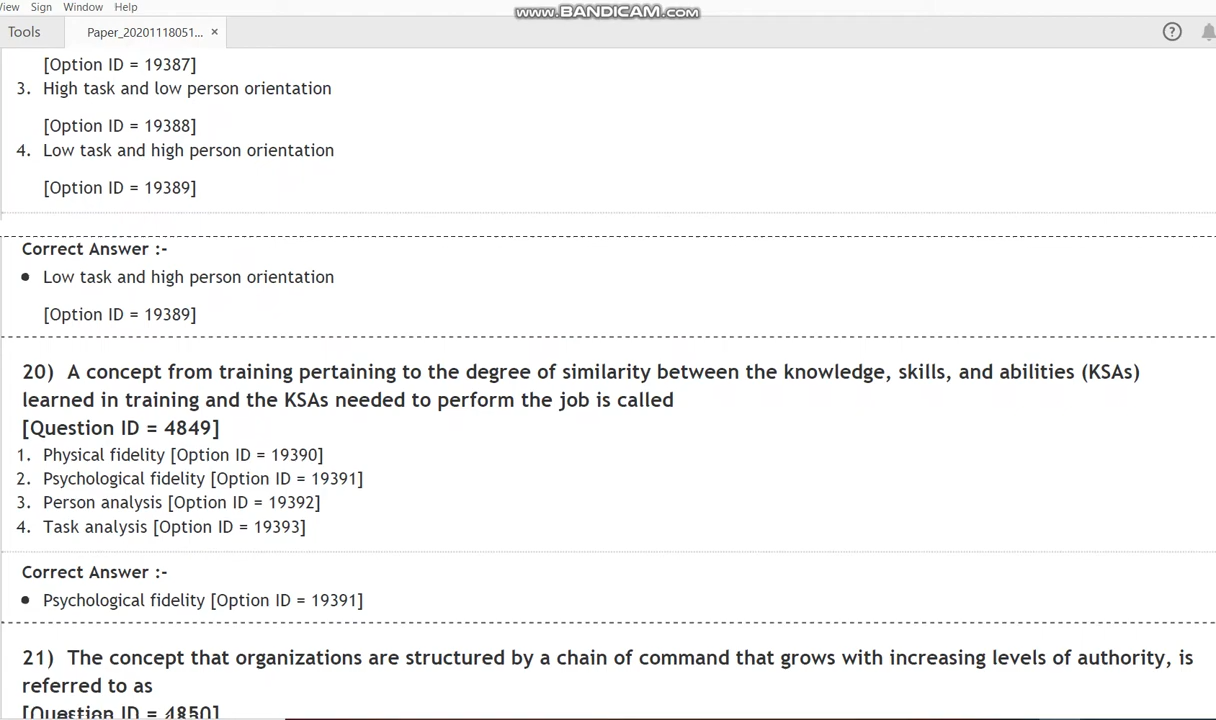 View Sign Window Help
www.BANDICAM.com
Tools
Paper_20201118051... ×
?
[Option ID = 19387]
3. High task and low person orientation
[Option ID = 19388]
4. Low task and high person orientation
[Option ID = 19389]
Correct Answer :-
• Low task and high person orientation
[Option ID = 19389]
20) A concept from training pertaining to the degree of similarity between the knowledge, skills, and abilities (KSAs)
learned in training and the KSAs needed to perform the job is called
[Question ID = 4849]
1. Physical fidelity [Option ID = 19390]
2. Psychological fidelity [Option ID = 19391]
3. Person analysis [Option ID = 19392]
4. Task analysis [Option ID = 19393]
Correct Answer :-
• Psychological fidelity [Option ID = 19391]
21) The concept that organizations are structured by a chain of command that grows with increasing levels of authority, is
referred to as
[Question ID = 4850]